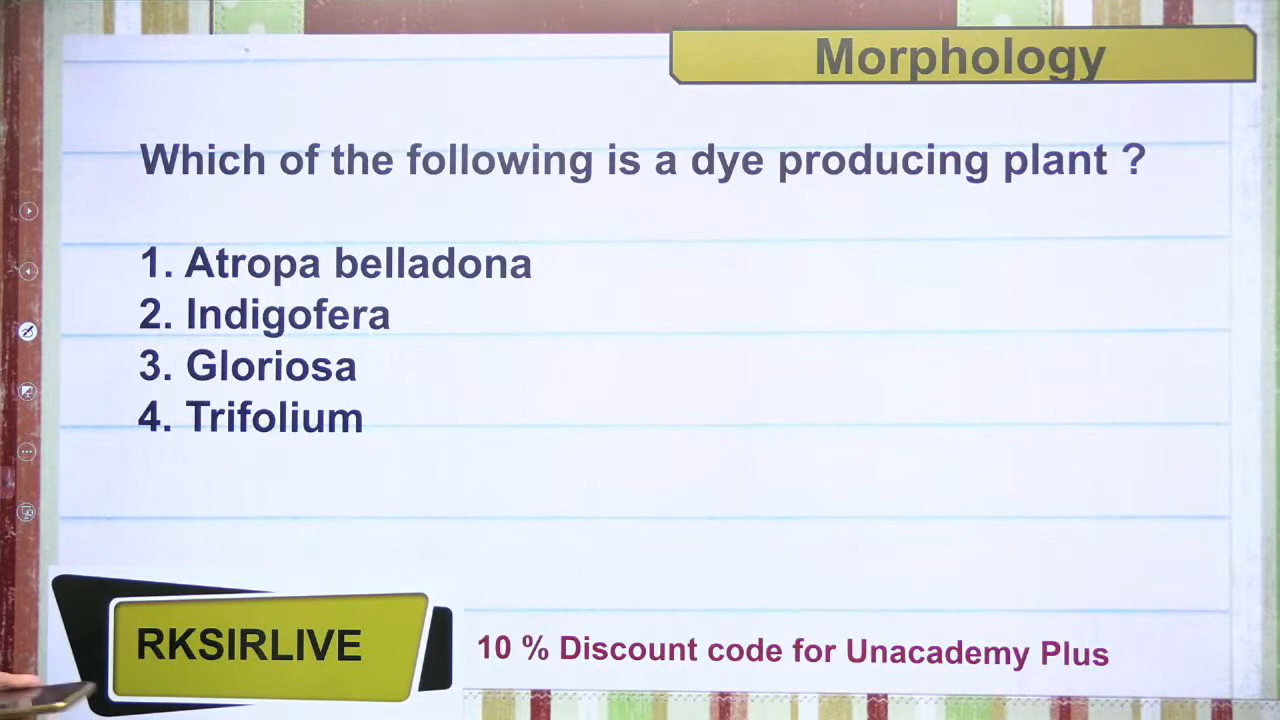 Morphology
Which of the following is a dye producing plant ?
1. Atropa belladona
2. Indigofera
3. Gloriosa
4. Trifolium
RKSIRLIVE
10 % Discount code for Unacademy Plus